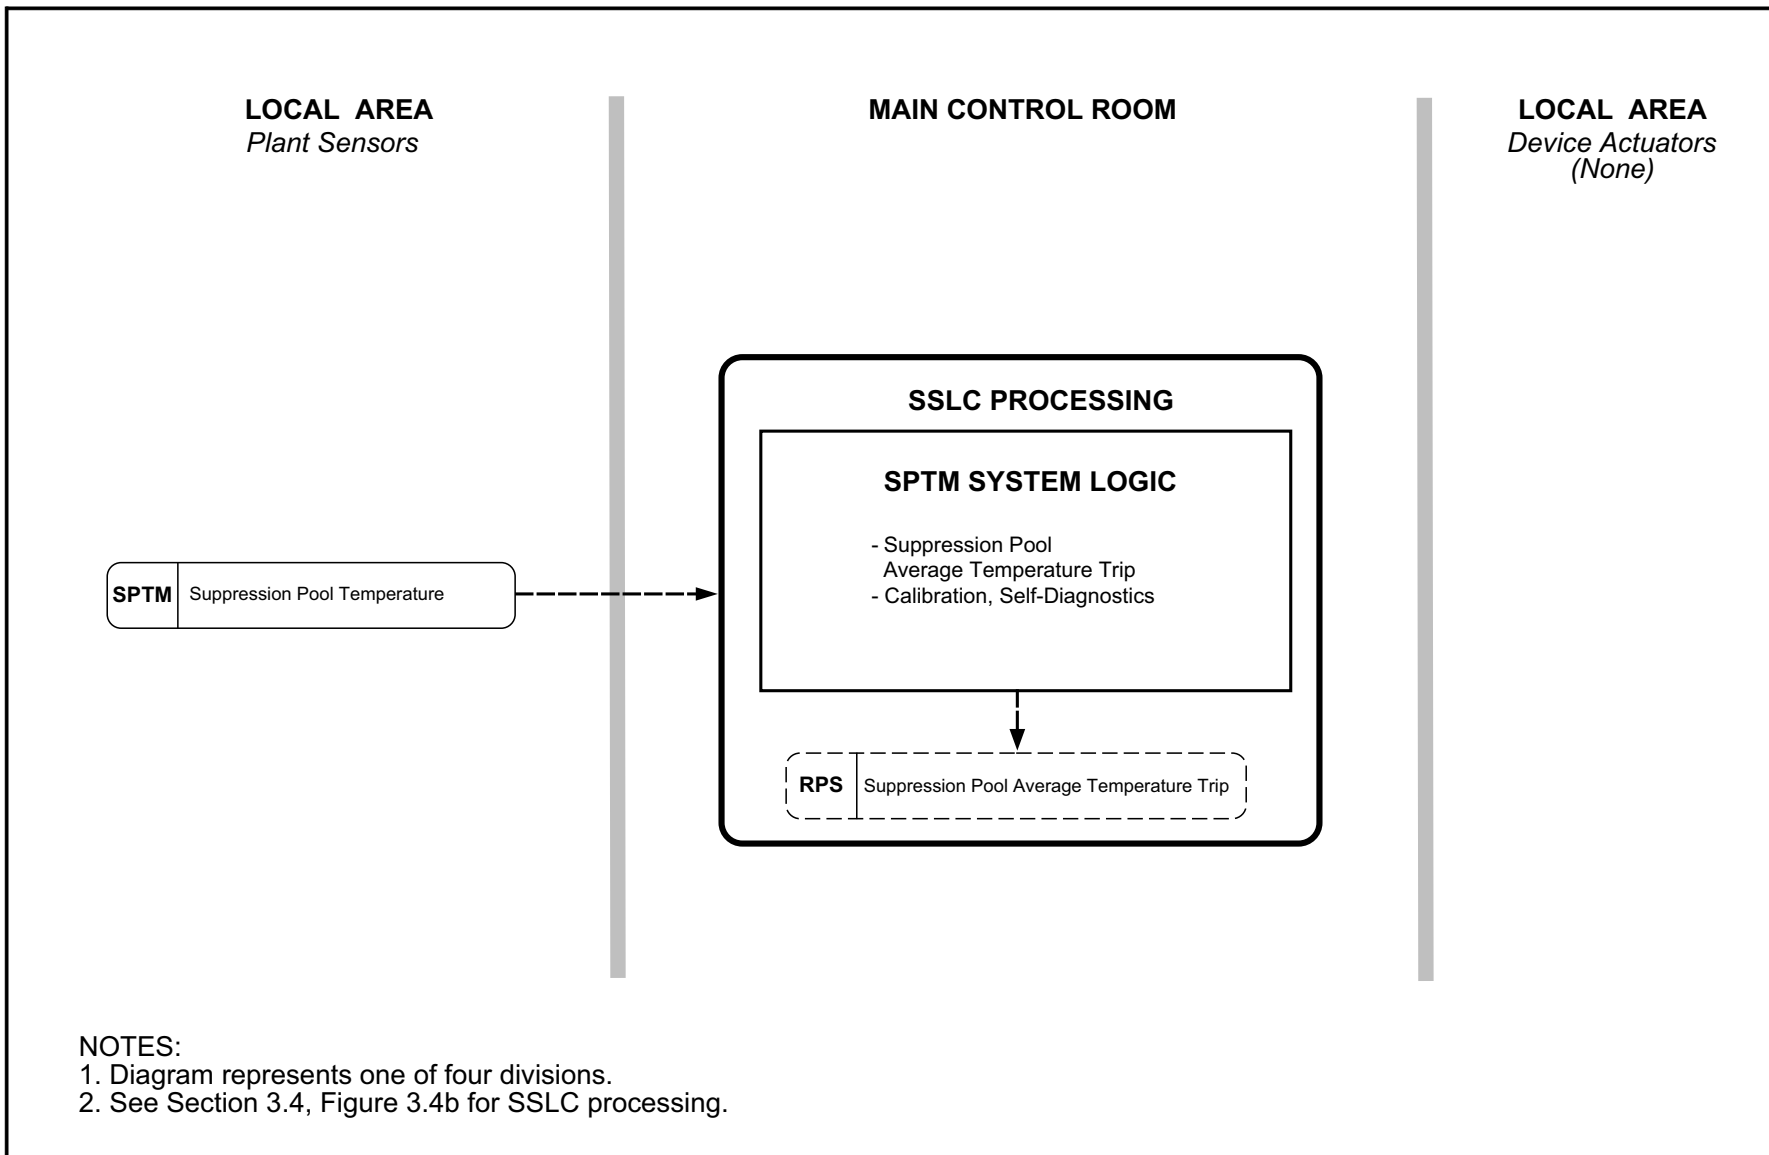 LOCAL AREA
Plant Sensors
MAIN CONTROL ROOM
LOCAL AREA
Device Actuators
(None)
SSLC PROCESSING
SPTM SYSTEM LOGIC
- Suppression Pool
Average Temperature Trip
- Calibration, Self-Diagnostics
SPTM Suppression Pool Temperature
RPS Suppression Pool Average Temperature Trip
NOTES:
1. Diagram represents one of four divisions.
2. See Section 3.4, Figure 3.4b for SSLC processing.